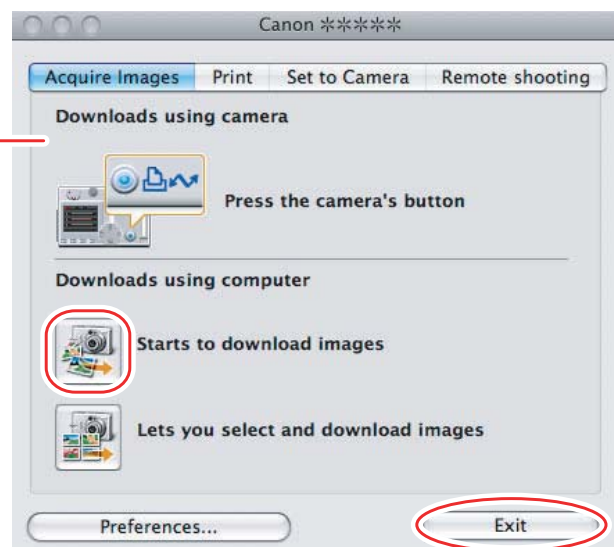 Canon *****
Acquire Images Print Set to Camera Remote shooting
Downloads using camera
Press the camera's button
Downloads using computer
Starts to download images
Lets you select and download images
Preferences... Exit